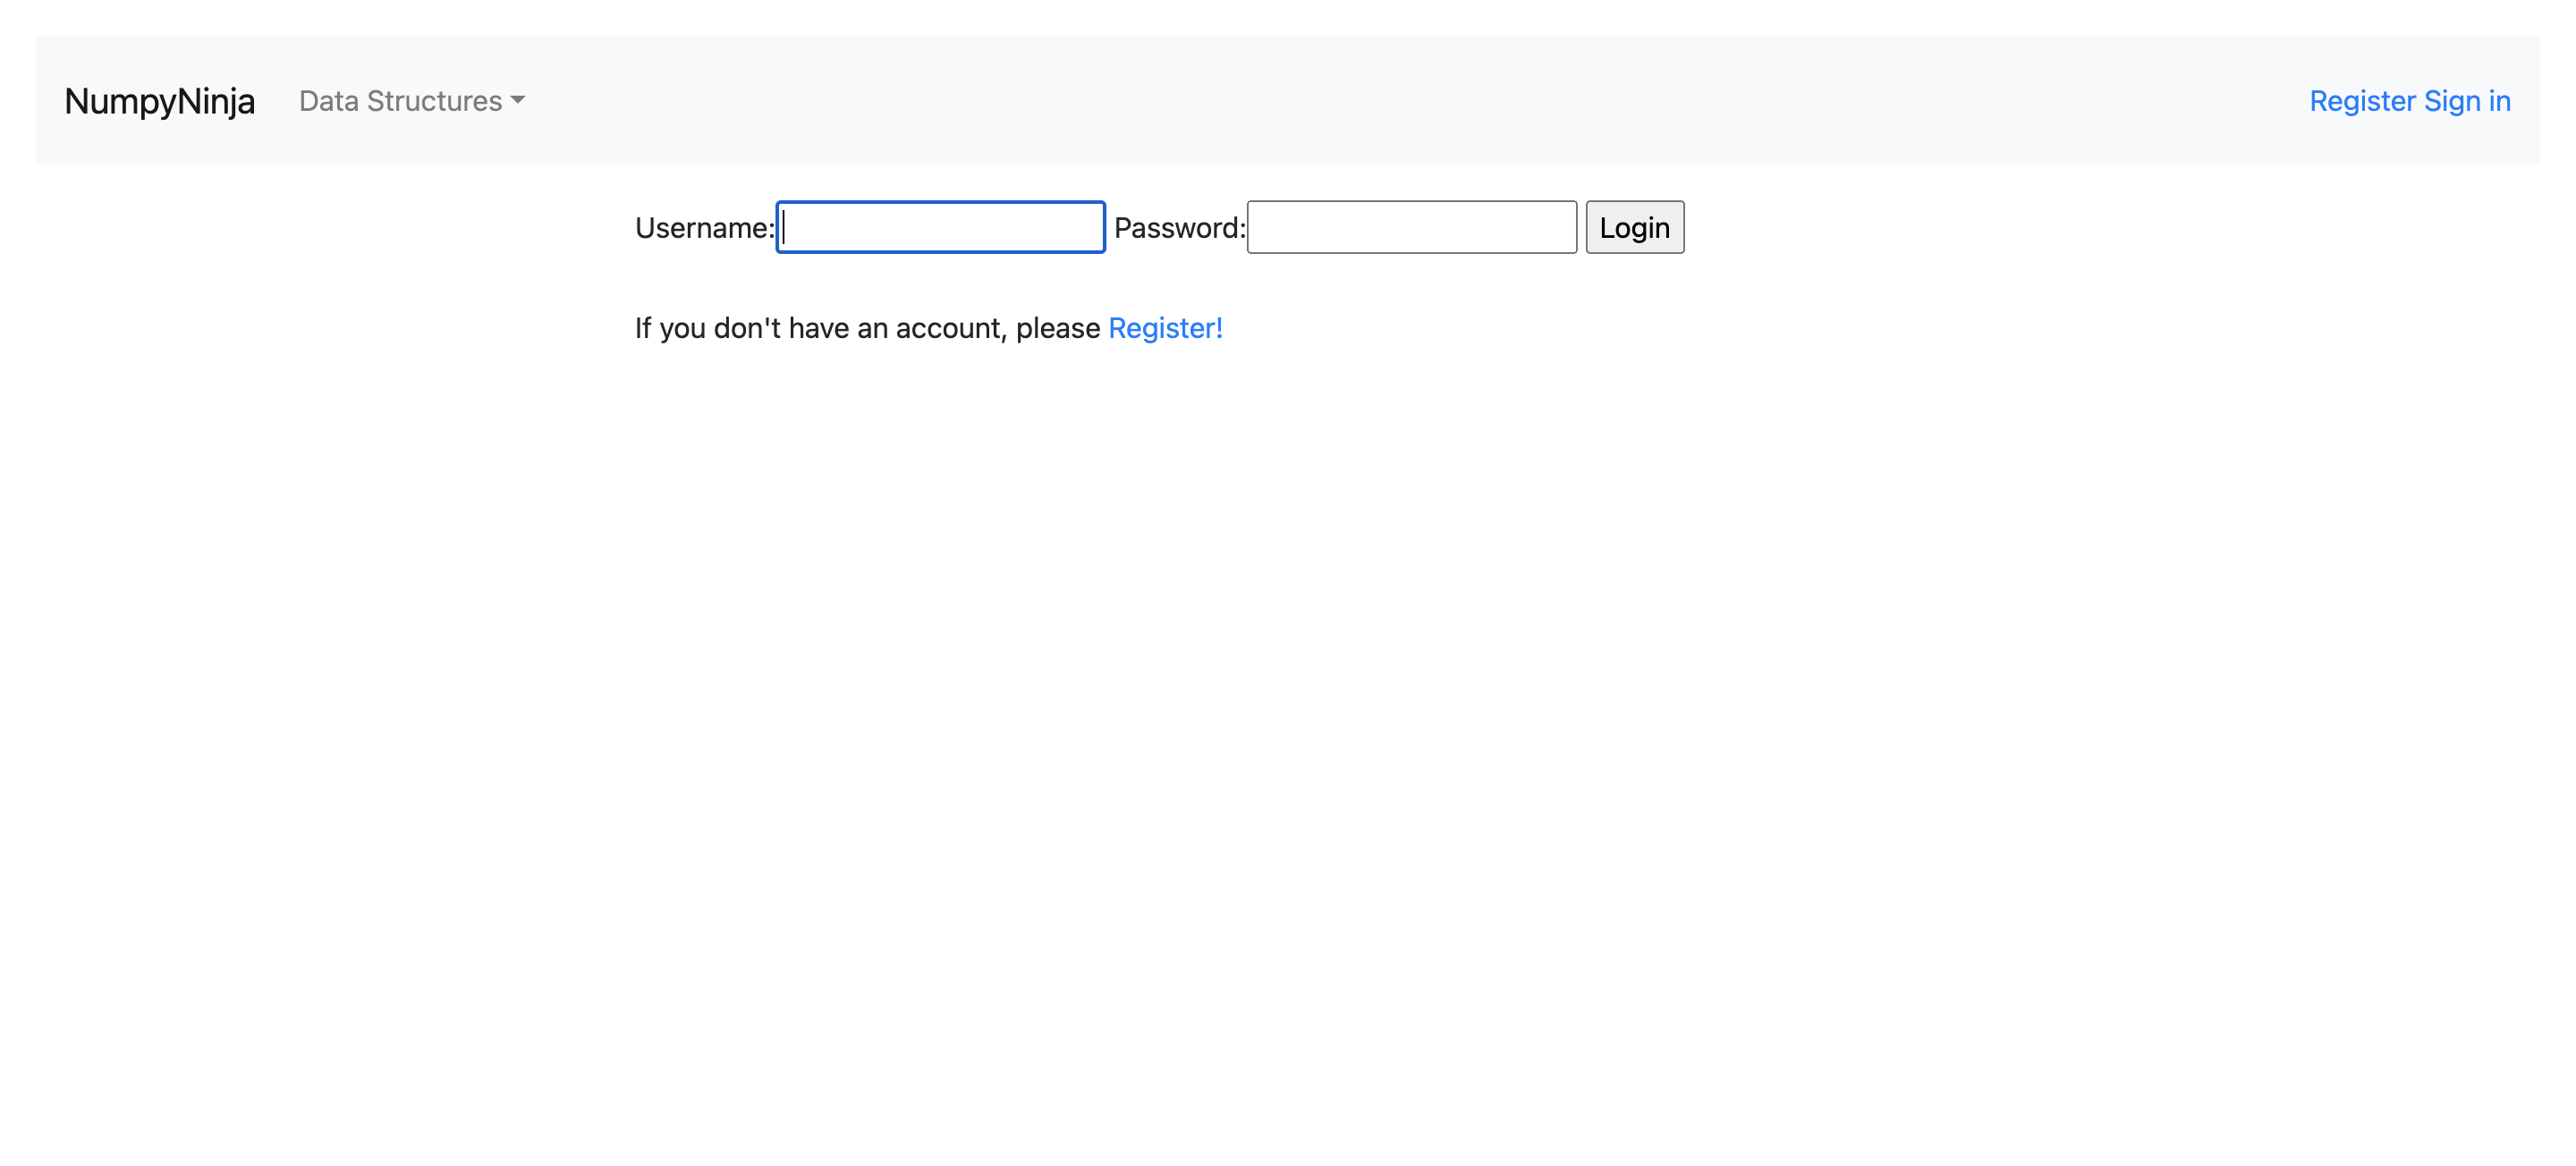 NumpyNinja Data Structures Register Sign in
Username: Password: Login
If you don't have an account, please Register!